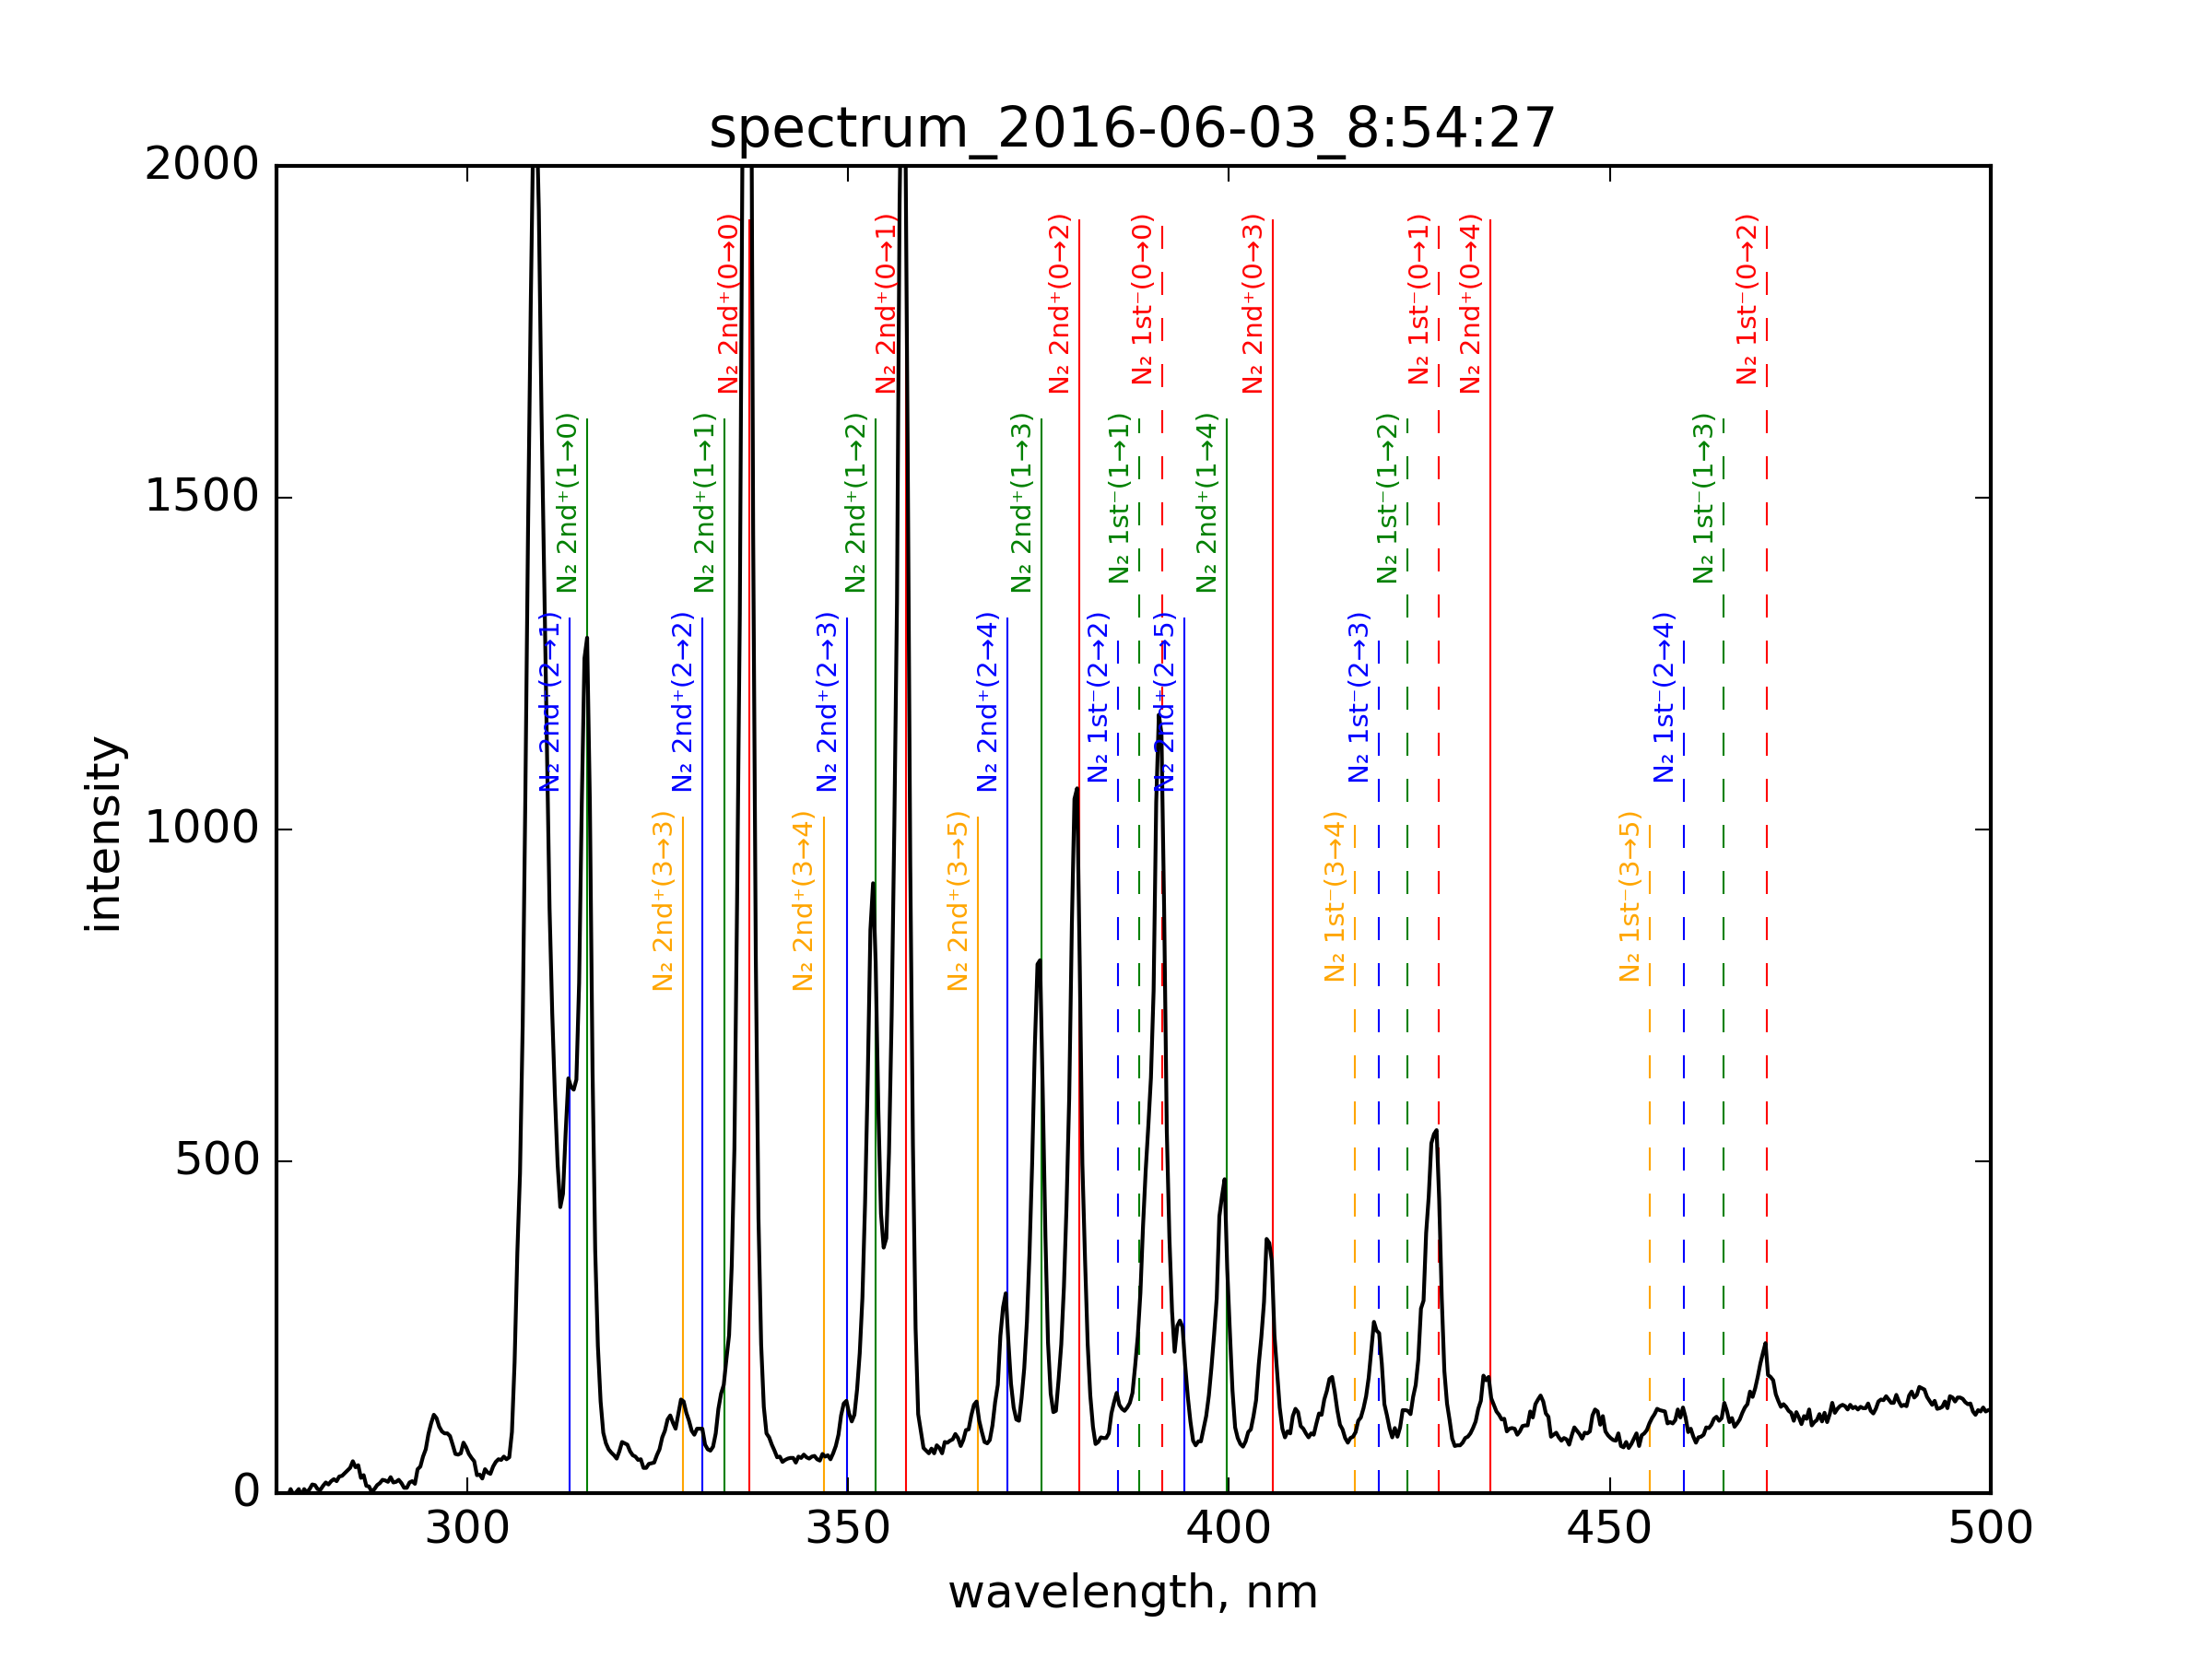 spectrum_2016-06-03_8:54:27
2000
1500
1000
500
0
intensity
N₂ 2nd⁺(0→0)
N₂ 2nd⁺(0→1)
N₂ 2nd⁺(0→2)
N₂ 1st⁻(0→0)
N₂ 2nd⁺(0→3)
N₂ 1st⁻(0→1)
N₂ 2nd⁺(0→4)
N₂ 1st⁻(0→2)
N₂ 2nd⁺(1→0)
N₂ 2nd⁺(1→1)
N₂ 2nd⁺(1→2)
N₂ 2nd⁺(1→3)
N₂ 1st⁻(1→1)
N₂ 2nd⁺(1→4)
N₂ 1st⁻(1→2)
N₂ 1st⁻(1→3)
N₂ 2nd⁺(2→1)
N₂ 2nd⁺(2→2)
N₂ 2nd⁺(2→3)
N₂ 2nd⁺(2→4)
N₂ 1st⁻(2→2)
N₂ 2nd⁺(2→5)
N₂ 1st⁻(2→3)
N₂ 1st⁻(2→4)
N₂ 2nd⁺(3→3)
N₂ 2nd⁺(3→4)
N₂ 2nd⁺(3→5)
N₂ 1st⁻(3→4)
N₂ 1st⁻(3→5)
300 350 400 450 500
wavelength, nm